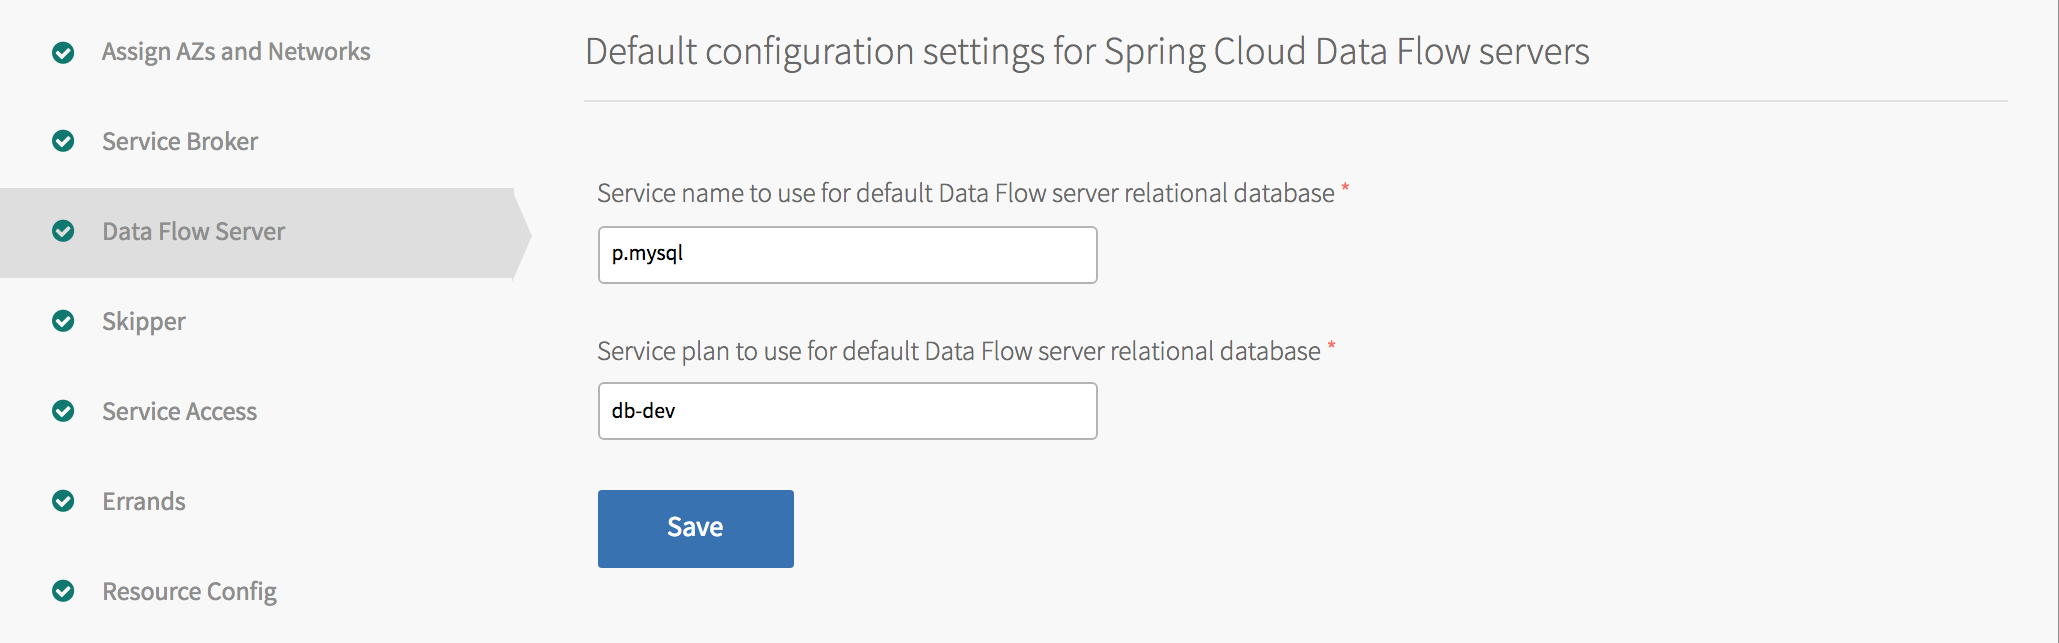 Assign AZs and Networks
Service Broker
Data Flow Server
Skipper
Service Access
Errands
Resource Config
Default configuration settings for Spring Cloud Data Flow servers
Service name to use for default Data Flow server relational database *
p.mysql
Service plan to use for default Data Flow server relational database *
db-dev
Save